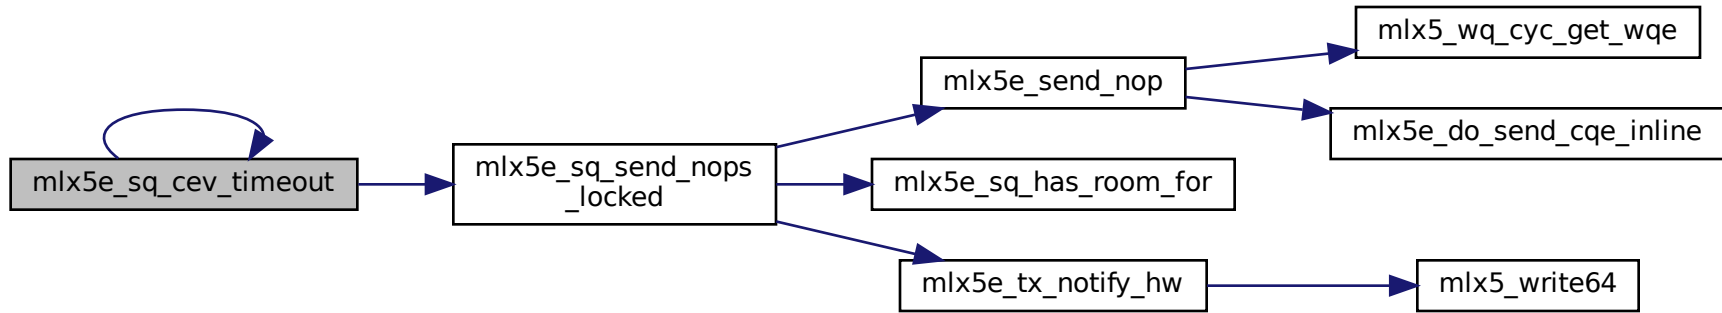 mlx5e_sq_cev_timeout
mlx5e_sq_send_nops
_locked
mlx5e_send_nop
mlx5_wq_cyc_get_wqe
mlx5e_do_send_cqe_inline
mlx5e_sq_has_room_for
mlx5e_tx_notify_hw
mlx5_write64